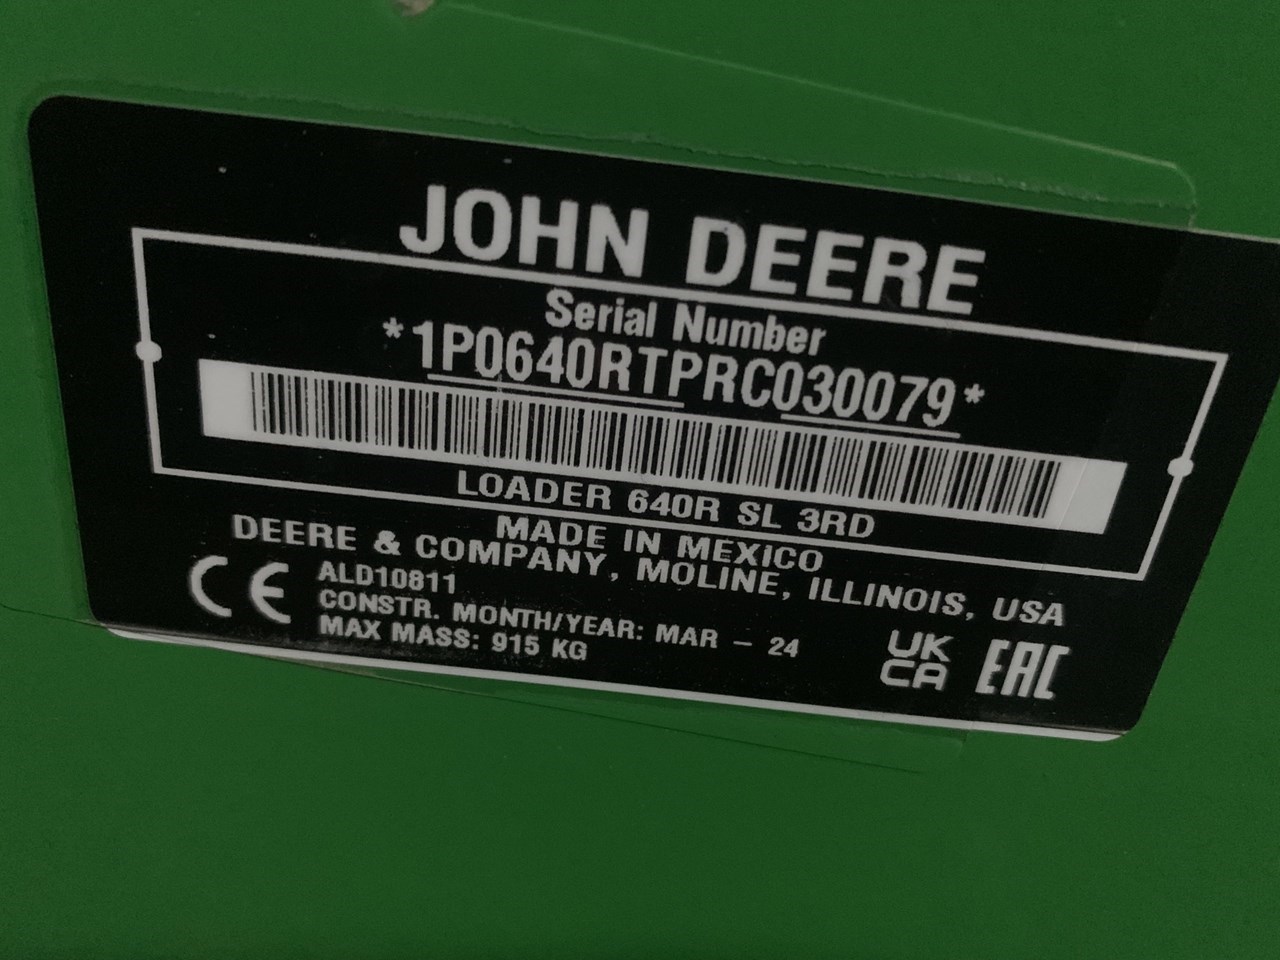 JOHN DEERE
Serial Number
*1P0640RTPRC030079*
LOADER 640R SL 3RD
MADE IN MEXICO
DEERE & COMPANY, MOLINE, ILLINOIS, USA
CE
ALD10811
CONSTR. MONTH/YEAR: MAR - 24
MAX MASS: 915 KG
UK
CA
EAC